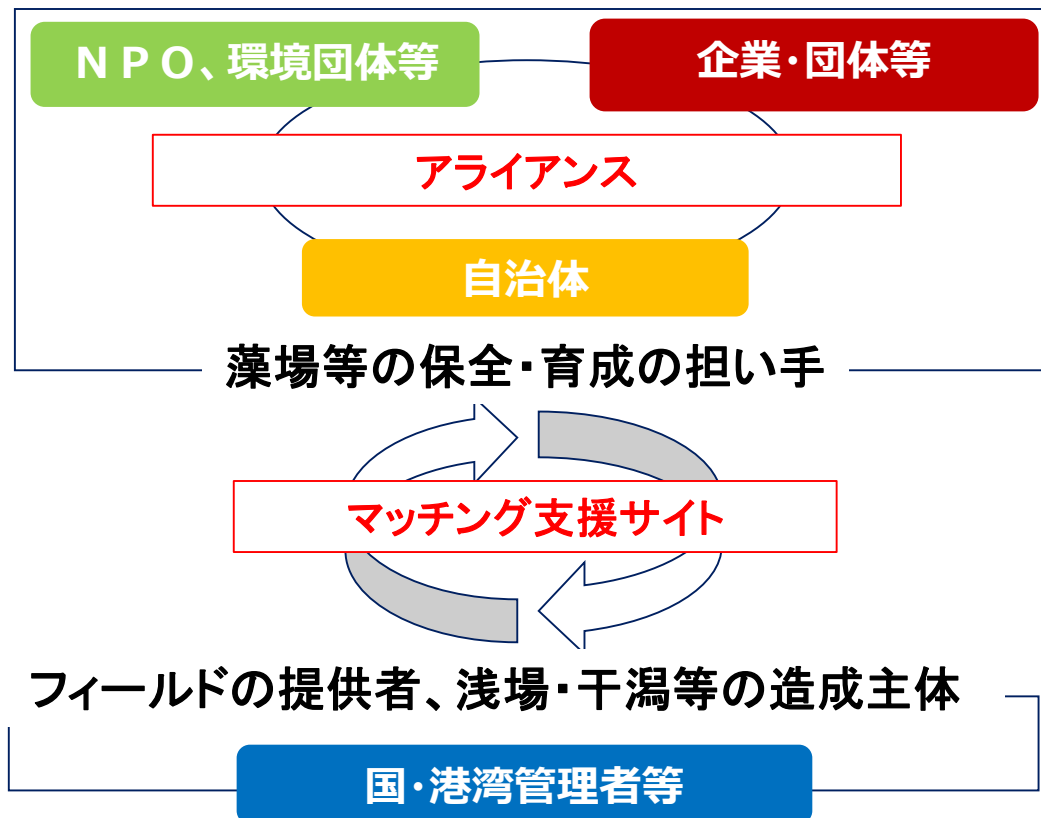 ＮＰＯ、環境団体等
企業・団体等
アライアンス
自治体
藻場等の保全・育成の担い手
マッチング支援サイト
フィールドの提供者、浅場・干潟等の造成主体
国・港湾管理者等